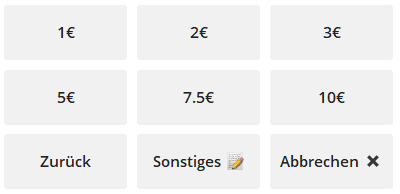 1€ 2€ 3€
5€ 7.5€ 10€
Zurück Sonstiges 📝 Abbrechen ✖